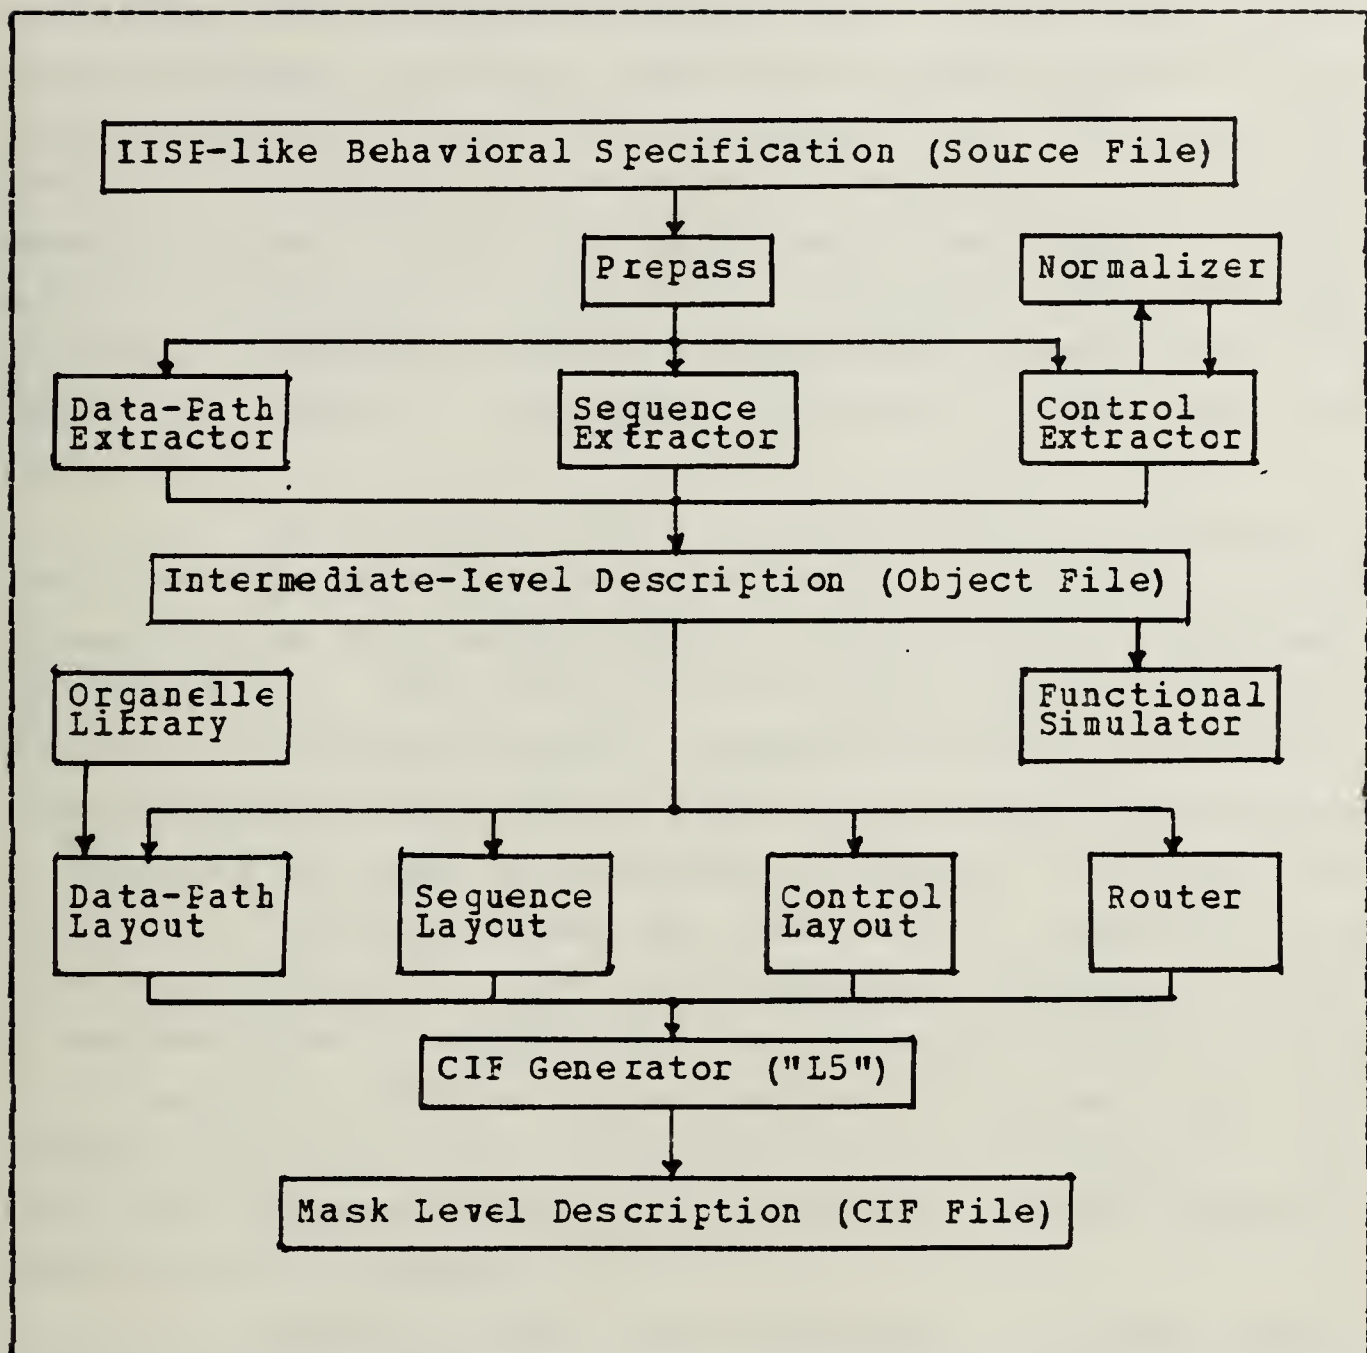 LISP-like Behavioral Specification (Source File)
Prepass
Normalizer
Data-Path
Extractor
Sequence
Extractor
Control
Extractor
Intermediate-Level Description (Object File)
Organelle
Library
Functional
Simulator
Data-Path
Layout
Sequence
Layout
Control
Layout
Router
CIF Generator ("L5")
Mask Level Description (CIF File)